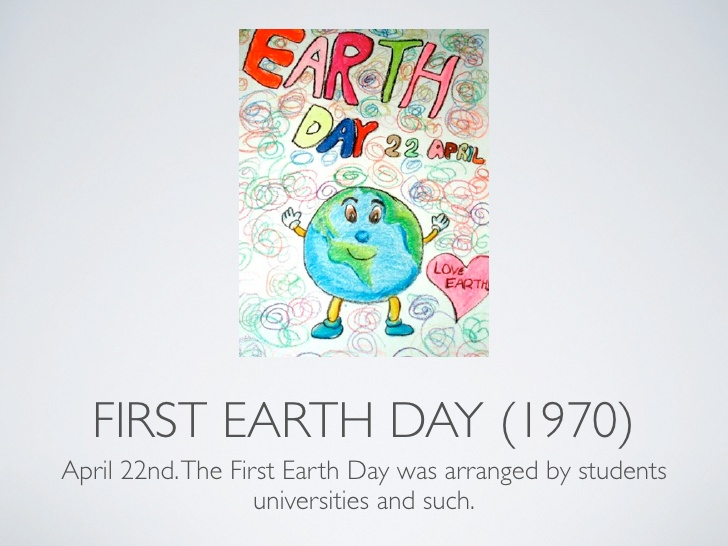 EARTH
DAY 22 APRIL
LOVE
EARTH
FIRST EARTH DAY (1970)
April 22nd. The First Earth Day was arranged by students
universities and such.